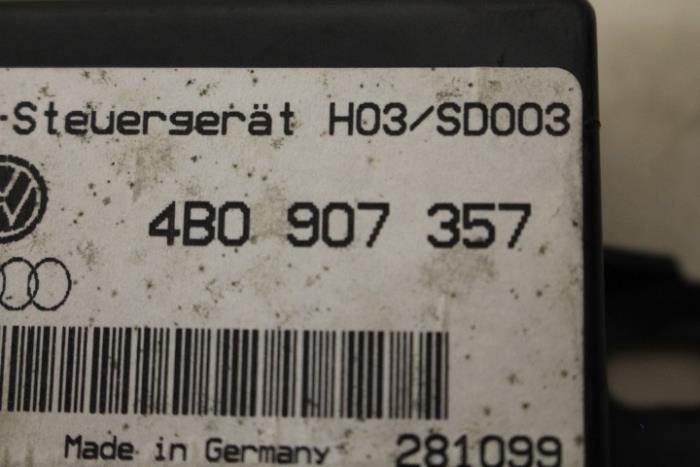 -Steuergerät H03/SD003
4B0 907 357
Made in Germany 281099